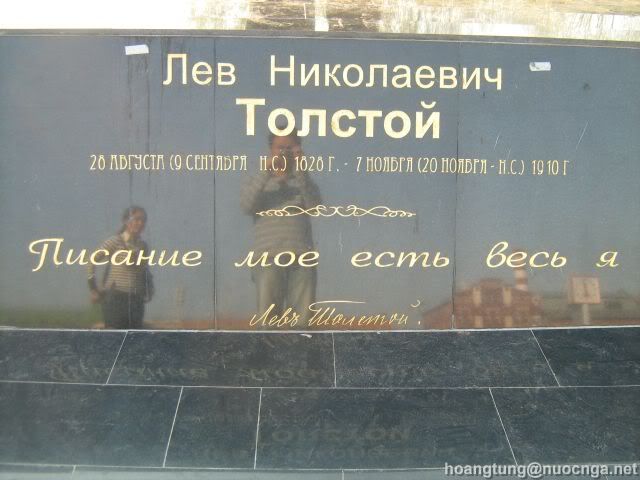 Лев Николаевич
Толстой
28 АВГУСТА (9 СЕНТЯБРЯ Н.С.) 1828 Г. - 7 НОЯБРЯ (20 НОЯБРЯ - Н.С.) 1910 Г
Писание мое есть весь я
Левъ Толстой.
hoangtung@nuocnga.net